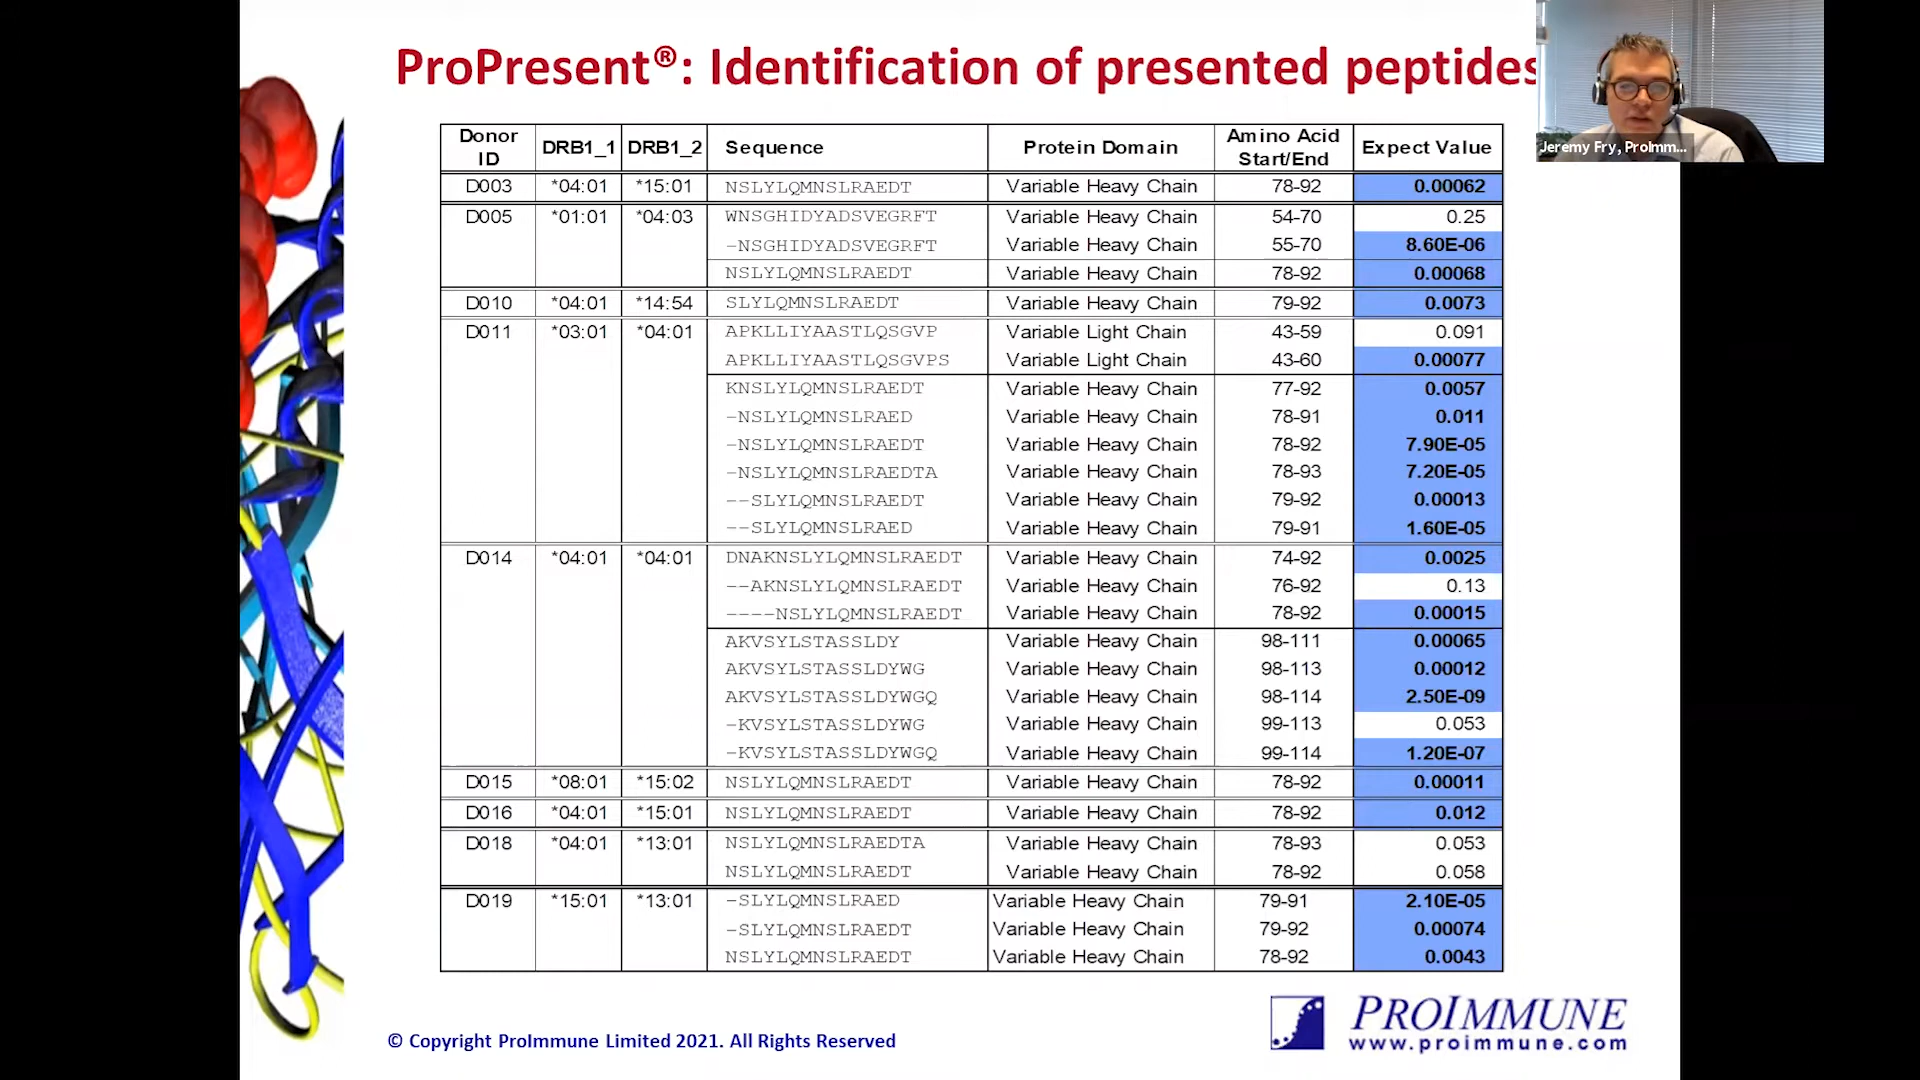 ProPresent®: Identification of presented peptides
Jeremy Fry, ProImm...
Donor ID DRB1_1 DRB1_2 Sequence Protein Domain Amino Acid Start/End Expect Value
D003 *04:01 *15:01 NSLYLQMNSLRAEDT Variable Heavy Chain 78-92 0.00062
D005 *01:01 *04:03 WNSGHIDYADSVEGRFT Variable Heavy Chain 54-70 0.25
-NSGHIDYADSVEGRFT Variable Heavy Chain 55-70 8.60E-06
NSLYLQMNSLRAEDT Variable Heavy Chain 78-92 0.00068
D010 *04:01 *14:54 SLYLQMNSLRAEDT Variable Heavy Chain 79-92 0.0073
D011 *03:01 *04:01 APKLLIYAASTLQSGVP Variable Light Chain 43-59 0.091
APKLLIYAASTLQSGVPS Variable Light Chain 43-60 0.00077
KNSLYLQMNSLRAEDT Variable Heavy Chain 77-92 0.0057
-NSLYLQMNSLRAED Variable Heavy Chain 78-91 0.011
-NSLYLQMNSLRAEDT Variable Heavy Chain 78-92 7.90E-05
-NSLYLQMNSLRAEDTA Variable Heavy Chain 78-93 7.20E-05
--SLYLQMNSLRAEDT Variable Heavy Chain 79-92 0.00013
--SLYLQMNSLRAED Variable Heavy Chain 79-91 1.60E-05
D014 *04:01 *04:01 DNAKNSLYLQMNSLRAEDT Variable Heavy Chain 74-92 0.0025
--AKNSLYLQMNSLRAEDT Variable Heavy Chain 76-92 0.13
----NSLYLQMNSLRAEDT Variable Heavy Chain 78-92 0.00015
AKVSYLSTASSLDY Variable Heavy Chain 98-111 0.00065
AKVSYLSTASSLDYWG Variable Heavy Chain 98-113 0.00012
AKVSYLSTASSLDYWGQ Variable Heavy Chain 98-114 2.50E-09
-KVSYLSTASSLDYWG Variable Heavy Chain 99-113 0.053
-KVSYLSTASSLDYWGQ Variable Heavy Chain 99-114 1.20E-07
D015 *08:01 *15:02 NSLYLQMNSLRAEDT Variable Heavy Chain 78-92 0.00011
D016 *04:01 *15:01 NSLYLQMNSLRAEDT Variable Heavy Chain 78-92 0.012
D018 *04:01 *13:01 NSLYLQMNSLRAEDTA Variable Heavy Chain 78-93 0.053
NSLYLQMNSLRAEDT Variable Heavy Chain 78-92 0.058
D019 *15:01 *13:01 -SLYLQMNSLRAED Variable Heavy Chain 79-91 2.10E-05
-SLYLQMNSLRAEDT Variable Heavy Chain 79-92 0.00074
NSLYLQMNSLRAEDT Variable Heavy Chain 78-92 0.0043
© Copyright ProImmune Limited 2021. All Rights Reserved
PROIMMUNE
www.proimmune.com